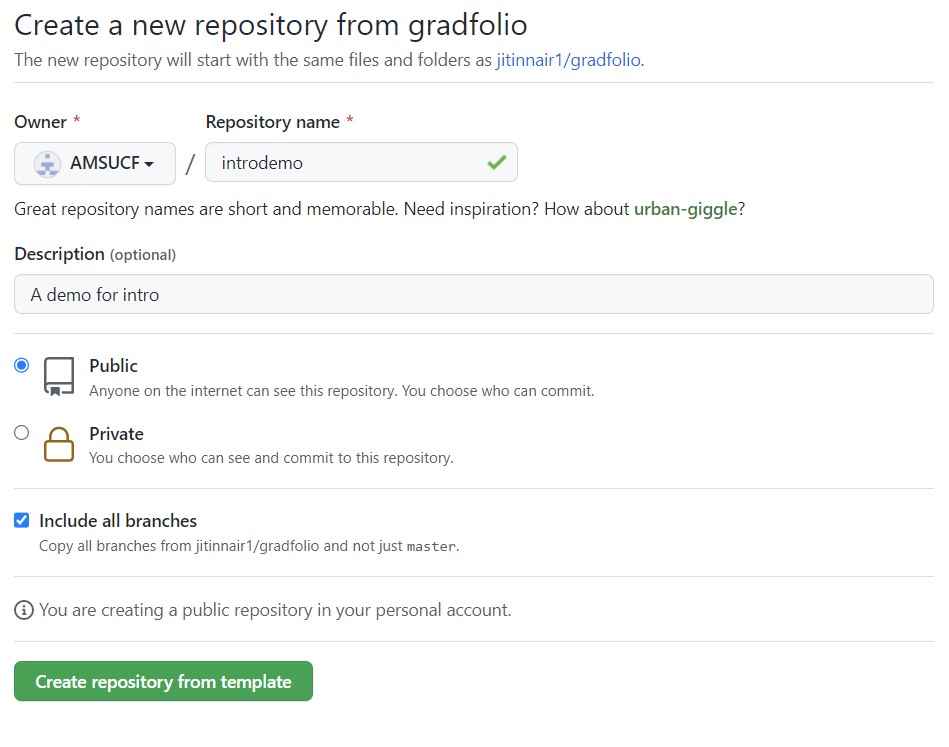 Create a new repository from gradfolio
The new repository will start with the same files and folders as jitinnair1/gradfolio.
Owner * Repository name *
AMSUCF / introdemo
Great repository names are short and memorable. Need inspiration? How about urban-giggle?
Description (optional)
A demo for intro
Public
Anyone on the internet can see this repository. You choose who can commit.
Private
You choose who can see and commit to this repository.
Include all branches
Copy all branches from jitinnair1/gradfolio and not just master.
You are creating a public repository in your personal account.
Create repository from template